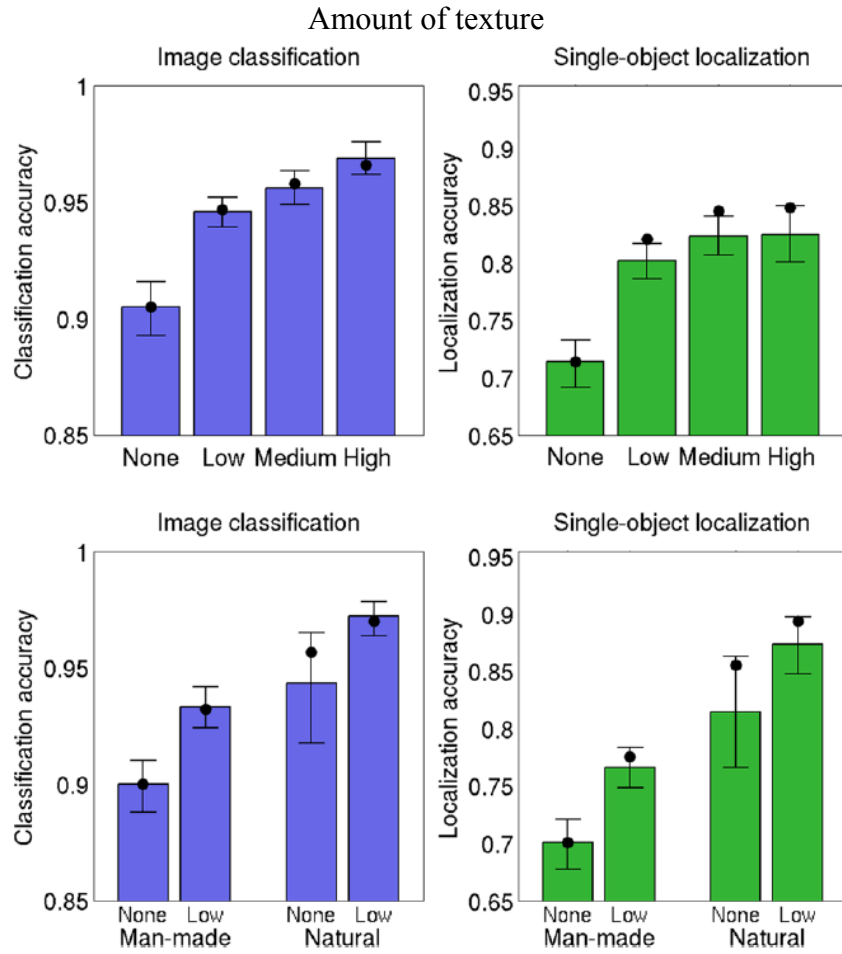 Amount of texture
Image classification
Single-object localization
Classification accuracy
1
0.95
0.9
0.85
None Low Medium High
Localization accuracy
0.95
0.9
0.85
0.8
0.75
0.7
0.65
None Low Medium High
Image classification
Single-object localization
Classification accuracy
1
0.95
0.9
0.85
None Low None Low
Man-made Natural
Localization accuracy
0.95
0.9
0.85
0.8
0.75
0.7
0.65
None Low None Low
Man-made Natural